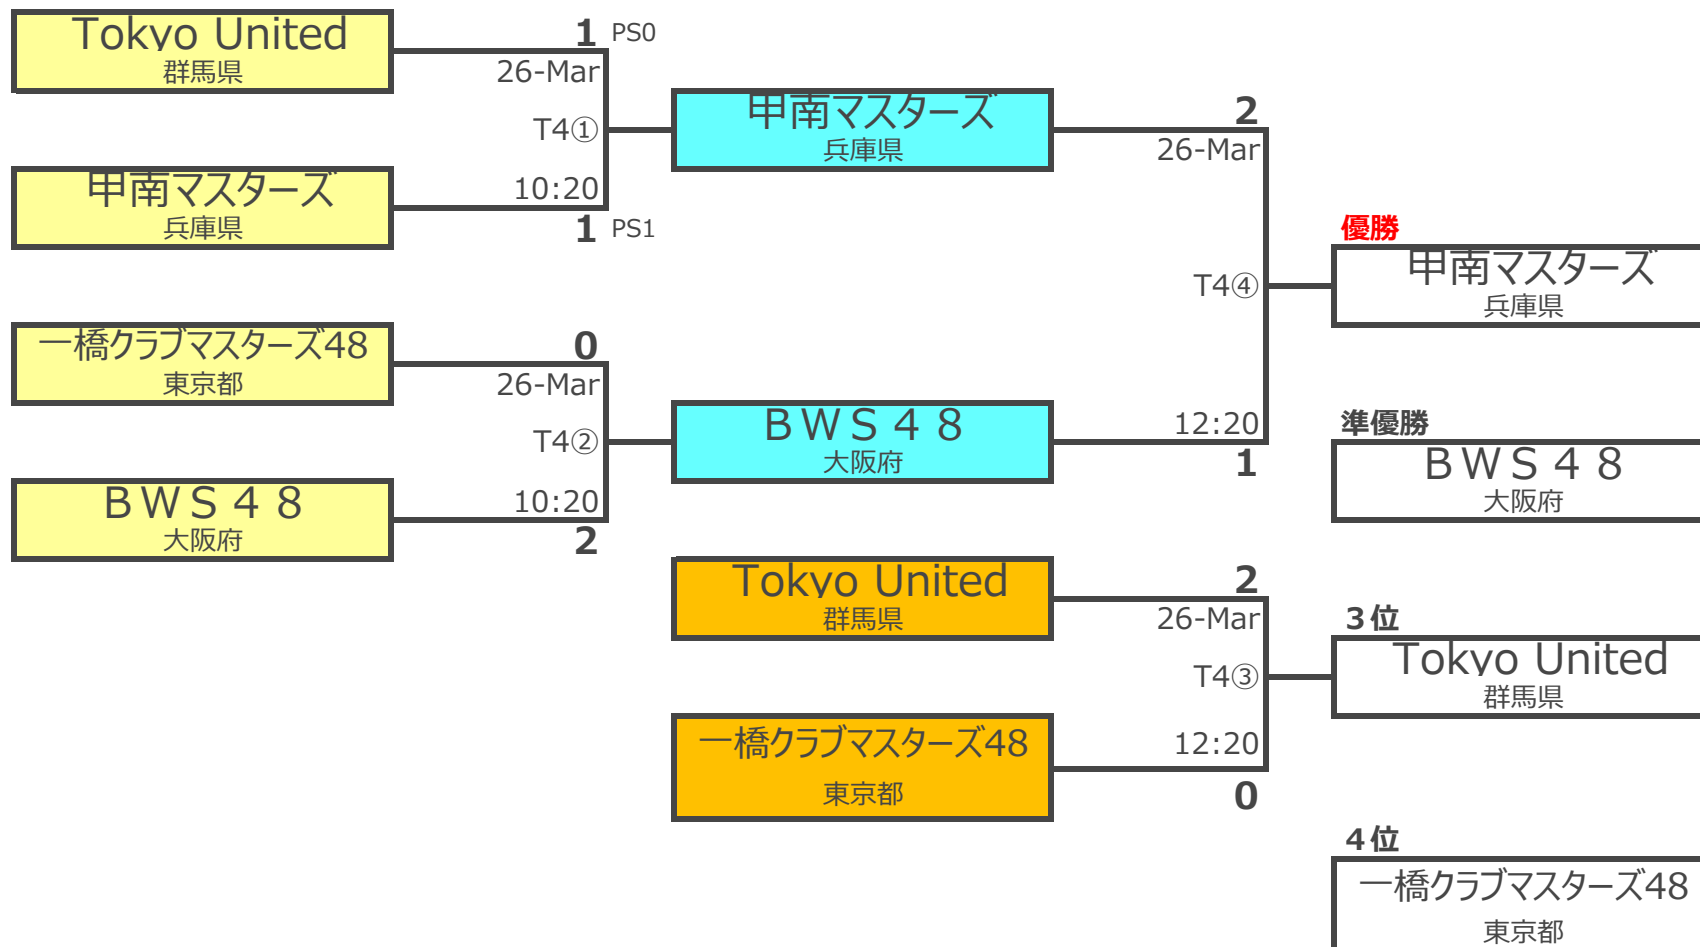 Tokyo United
群馬県
1 PS0
26-Mar
T4①
10:20
甲南マスターズ
兵庫県
1 PS1
一橋クラブマスターズ48
東京都
0
26-Mar
T4②
10:20
BWS48
大阪府
2
甲南マスターズ
兵庫県
2
26-Mar
T4④
12:20
BWS48
大阪府
1
Tokyo United
群馬県
2
26-Mar
T4③
12:20
一橋クラブマスターズ48
東京都
0
優勝
甲南マスターズ
兵庫県
準優勝
BWS48
大阪府
3位
Tokyo United
群馬県
4位
一橋クラブマスターズ48
東京都